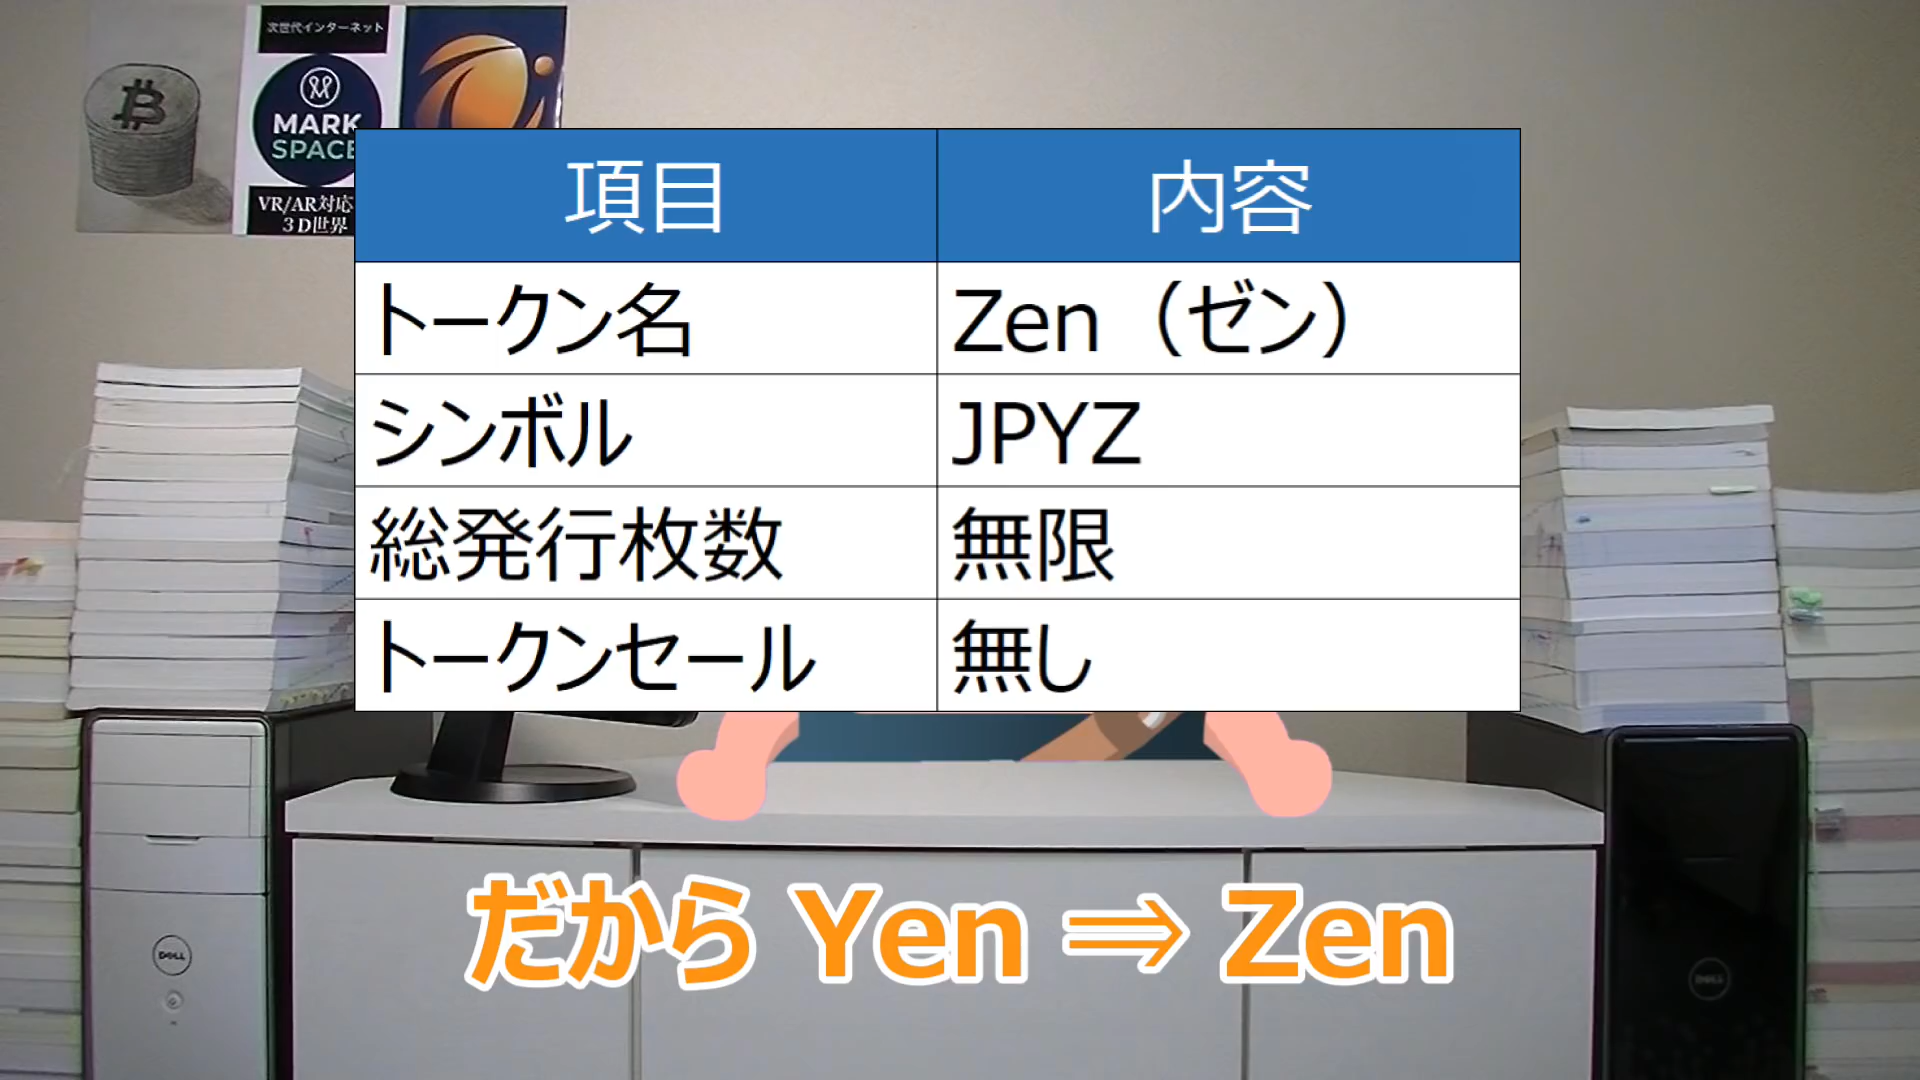 次世代インターネット
MARK
SPACE
VR/AR対応
3D世界
項目 内容
トークン名 Zen（ゼン）
シンボル JPYZ
総発行枚数 無限
トークンセール 無し
DELL
DELL
だから Yen ⇒ Zen